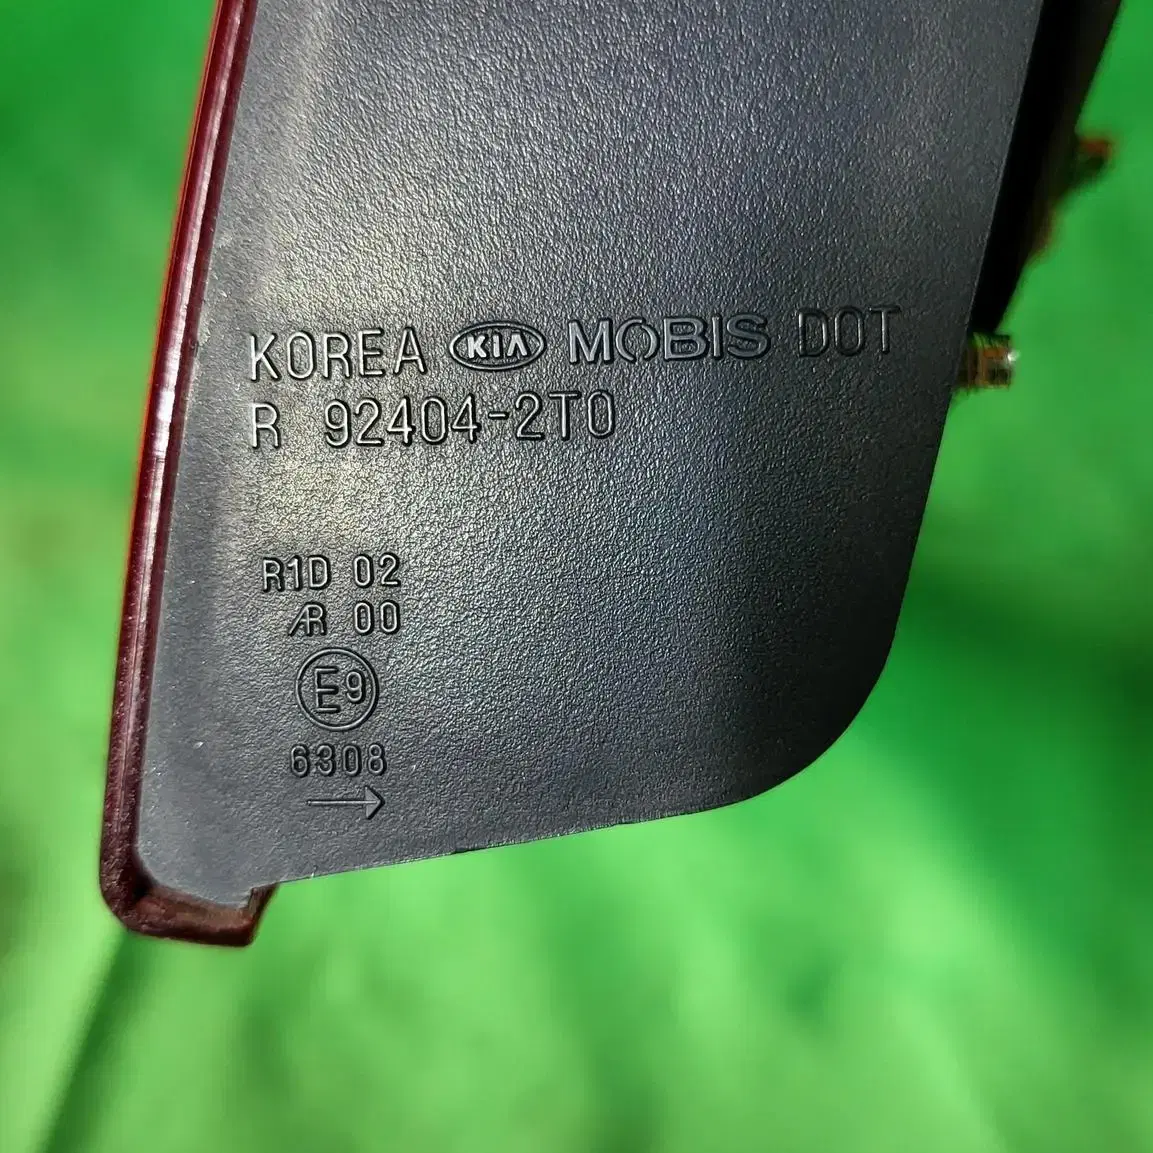 KOREA KIA MOBIS DOT
R 92404-2T0
R1D 02
AR 00
E9
6308